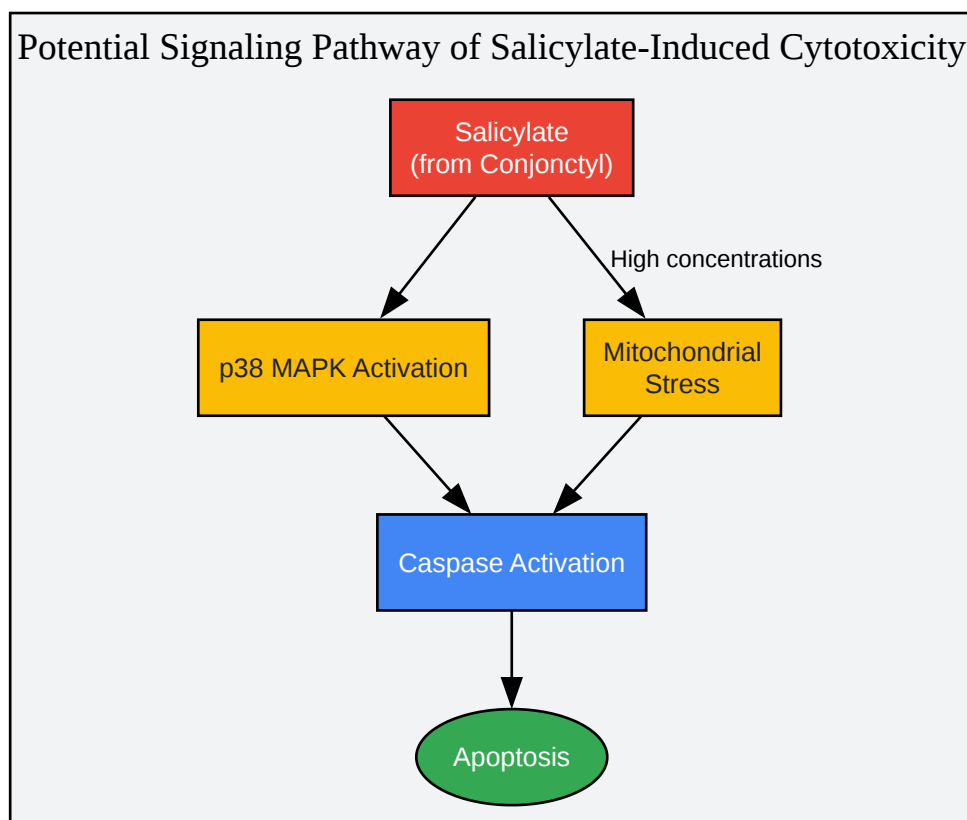 Potential Signaling Pathway of Salicylate-Induced Cytotoxicity
Salicylate
(from Conjonctyl)
High concentrations
p38 MAPK Activation
Mitochondrial
Stress
Caspase Activation
Apoptosis